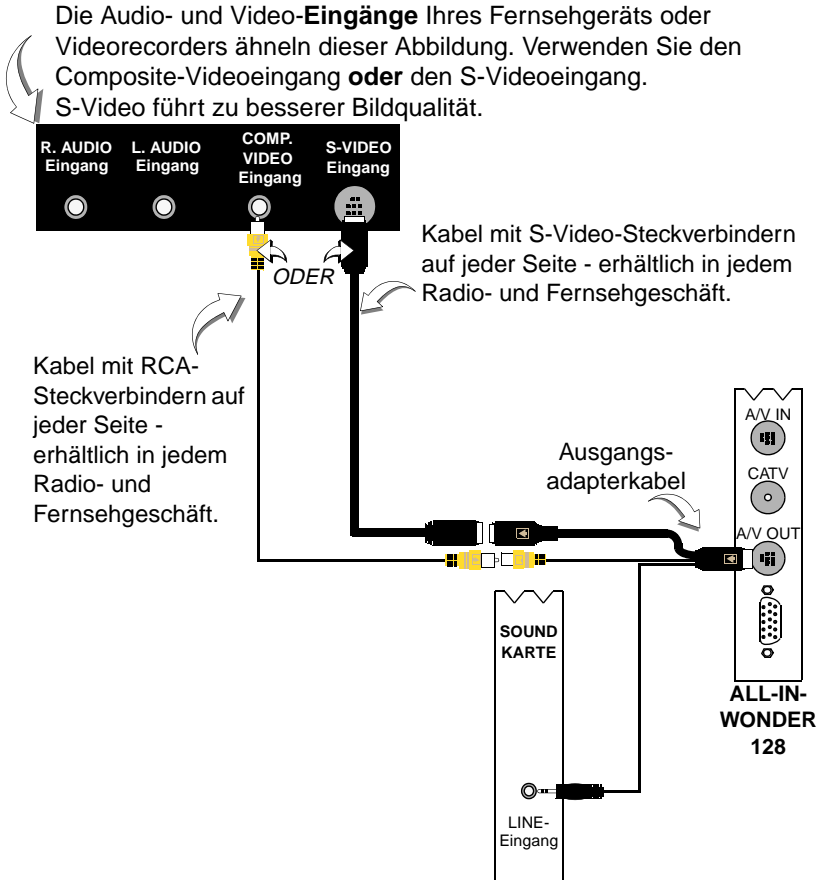 Die Audio- und Video-Eingänge Ihres Fernsehgeräts oder
Videorecorders ähneln dieser Abbildung. Verwenden Sie den
Composite-Videoeingang oder den S-Videoeingang.
S-Video führt zu besserer Bildqualität.
R. AUDIO
Eingang
L. AUDIO
Eingang
COMP.
VIDEO
Eingang
S-VIDEO
Eingang
ODER
Kabel mit S-Video-Steckverbindern
auf jeder Seite - erhältlich in jedem
Radio- und Fernsehgeschäft.
Kabel mit RCA-
Steckverbindern auf
jeder Seite -
erhältlich in jedem
Radio- und
Fernsehgeschäft.
Ausgangs-
adapterkabel
A/V IN
CATV
A/V OUT
ALL-IN-
WONDER
128
SOUND
KARTE
LINE-
Eingang